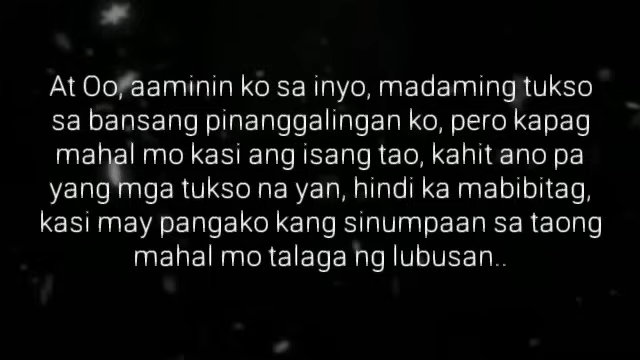 At Oo, aaminin ko sa inyo, madaming tukso
sa bansang pinanggalingan ko, pero kapag
mahal mo kasi ang isang tao, kahit ano pa
yang mga tukso na yan, hindi ka mabibitag,
kasi may pangako kang sinumpaan sa taong
mahal mo talaga ng lubusan..